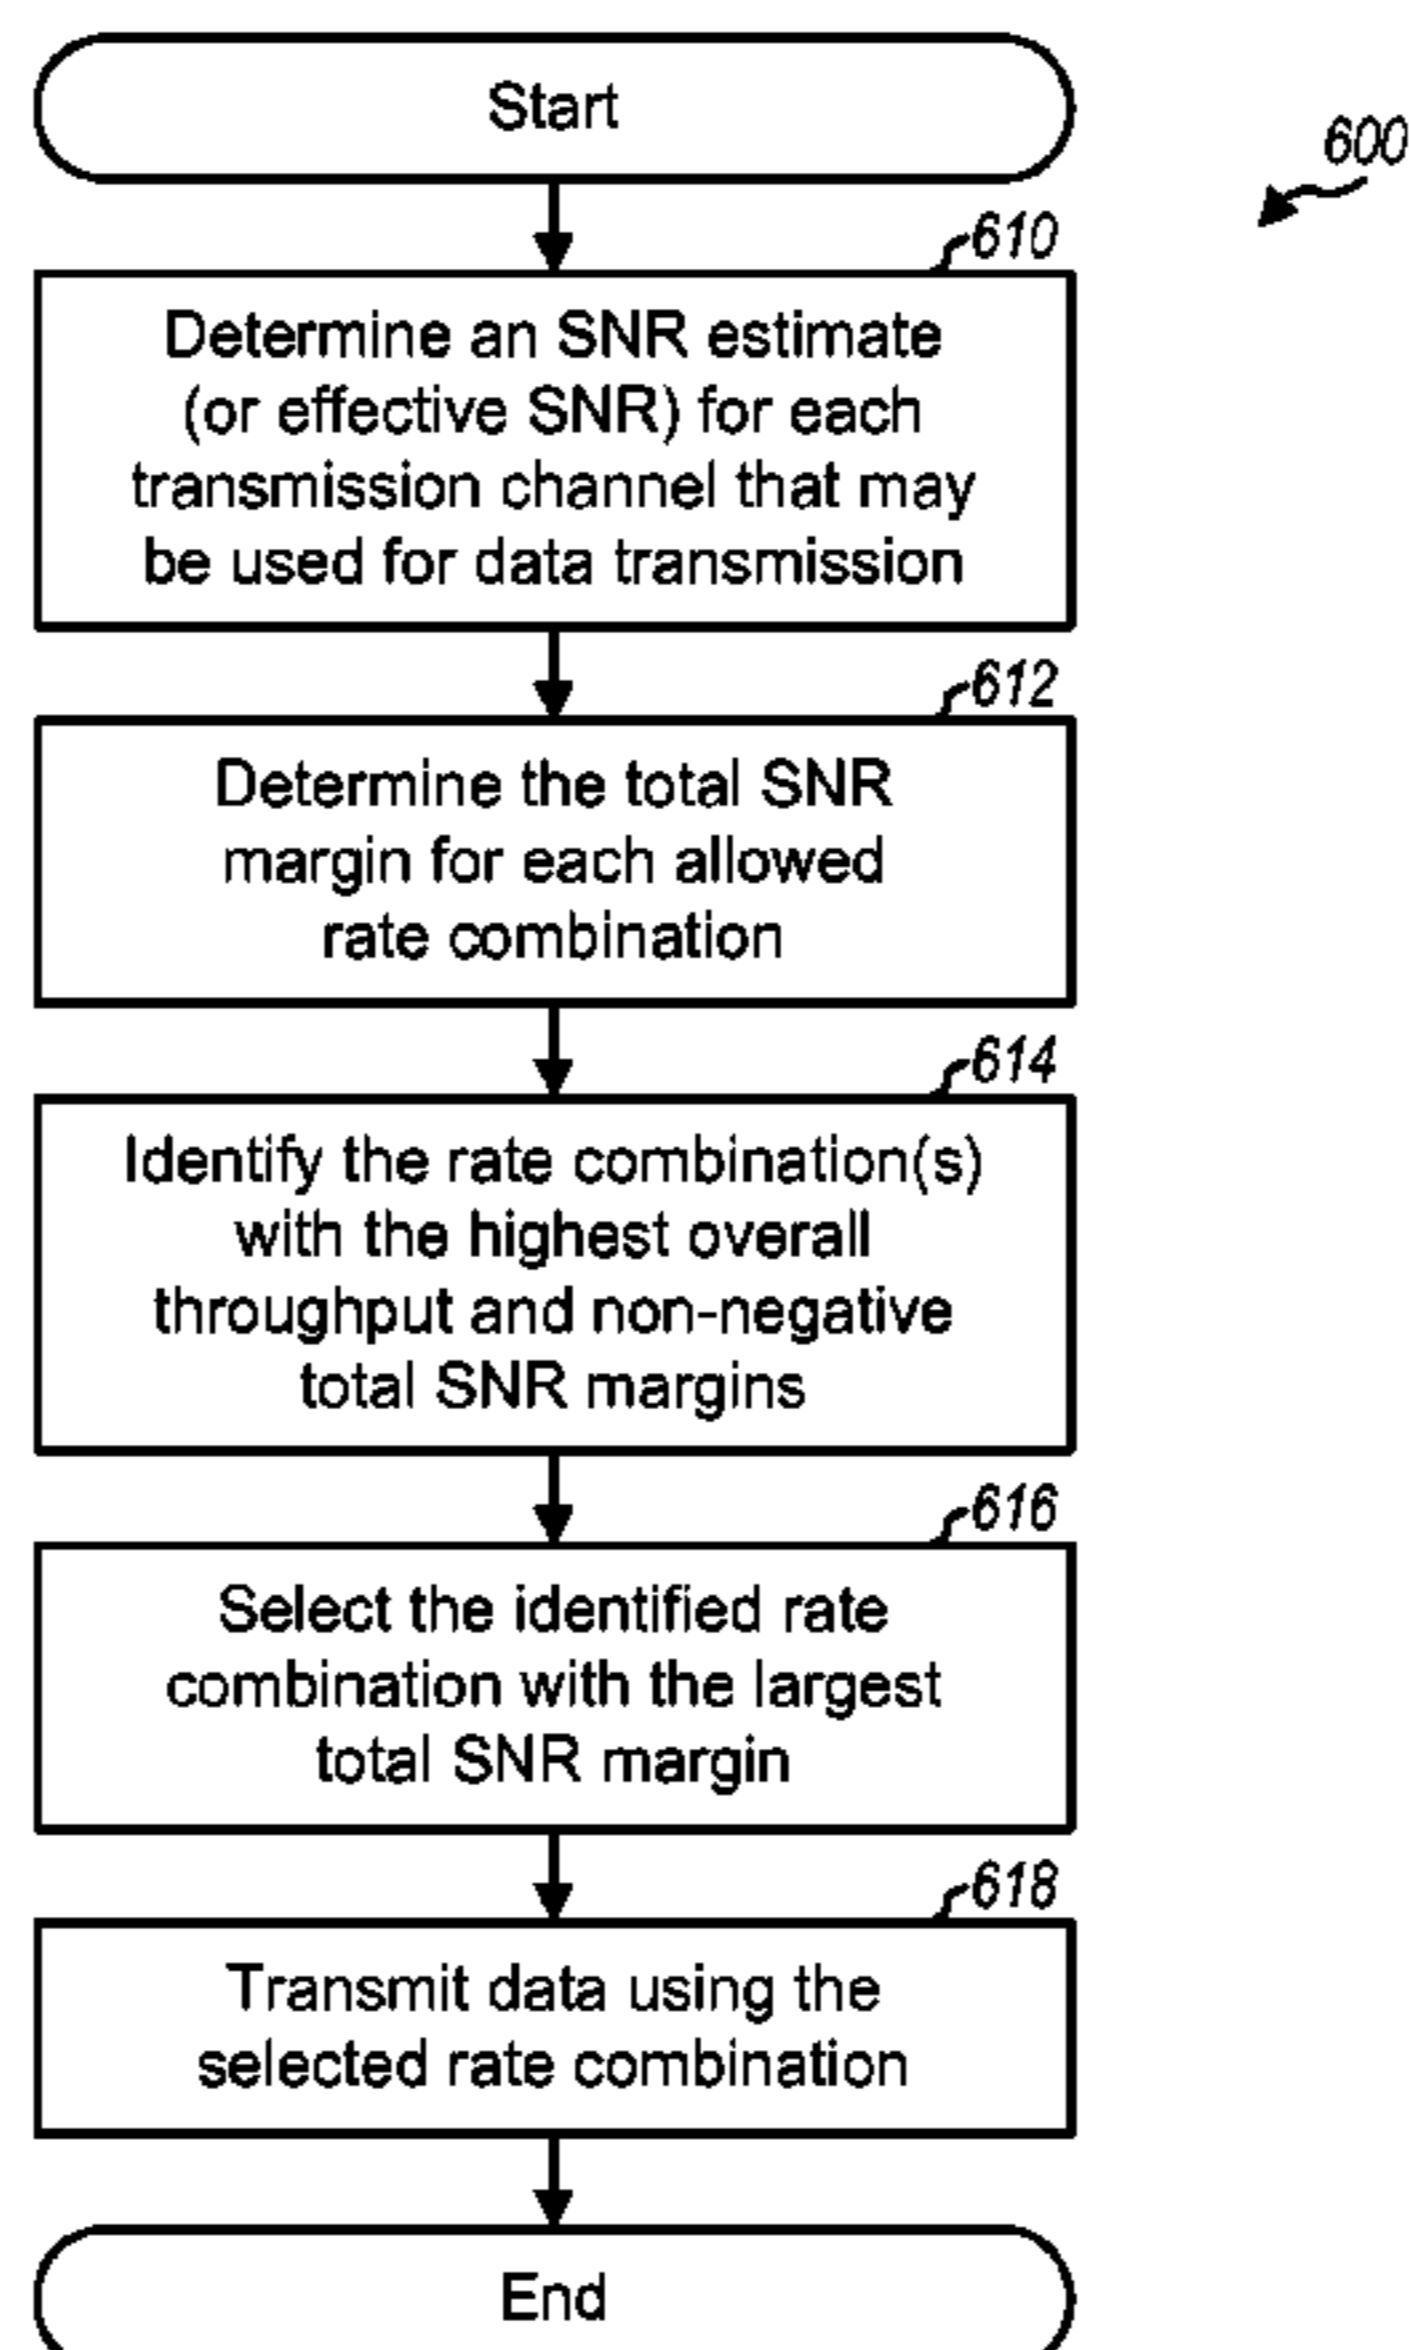 Start
600
610
Determine an SNR estimate
(or effective SNR) for each
transmission channel that may
be used for data transmission
612
Determine the total SNR
margin for each allowed
rate combination
614
Identify the rate combination(s)
with the highest overall
throughput and non-negative
total SNR margins
616
Select the identified rate
combination with the largest
total SNR margin
618
Transmit data using the
selected rate combination
End